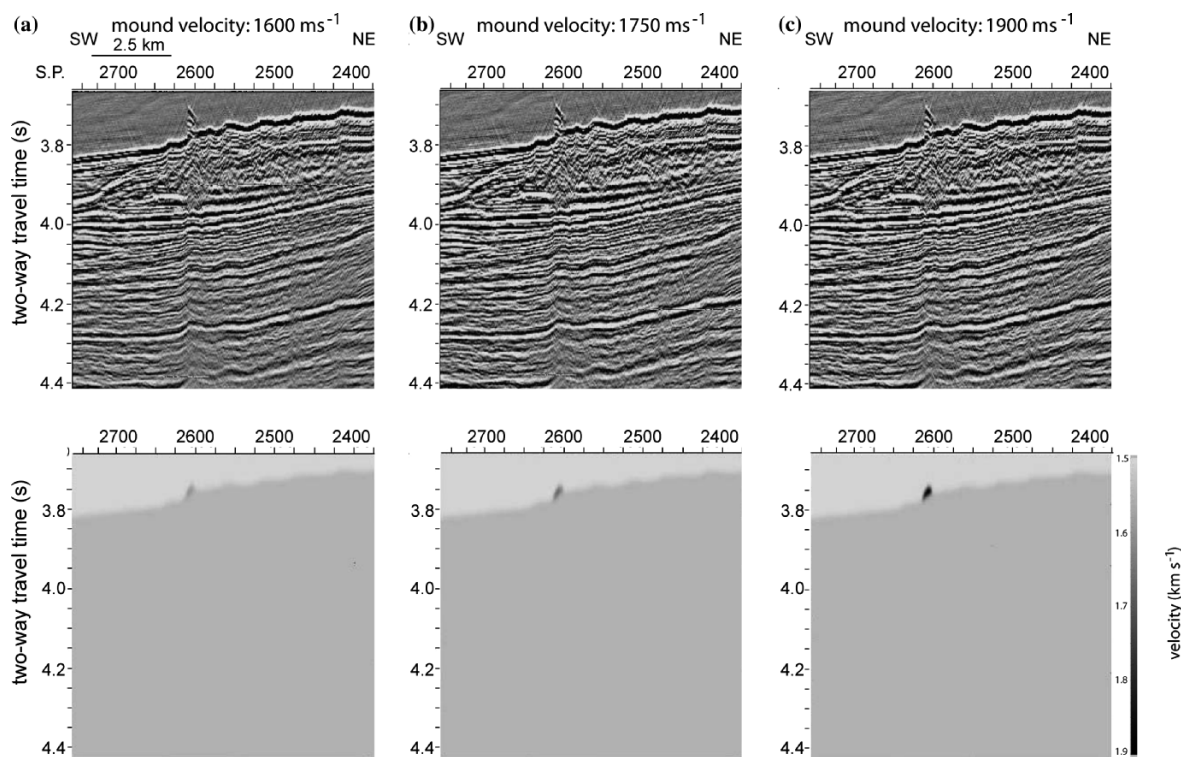 (a) mound velocity: 1600 ms-1
SW NE
2.5 km
S.P. 2700 2600 2500 2400
two-way travel time (s)
3.8
4.0
4.2
4.4
(b) mound velocity: 1750 ms-1
SW NE
2700 2600 2500 2400
3.8
4.0
4.2
4.4
(c) mound velocity: 1900 ms-1
SW NE
2700 2600 2500 2400
3.8
4.0
4.2
4.4
2700 2600 2500 2400
two-way travel time (s)
3.8
4.0
4.2
4.4
2700 2600 2500 2400
3.8
4.0
4.2
4.4
2700 2600 2500 2400
3.8
4.0
4.2
4.4
1.5
1.6
1.7
1.8
1.9
velocity (km s-1)